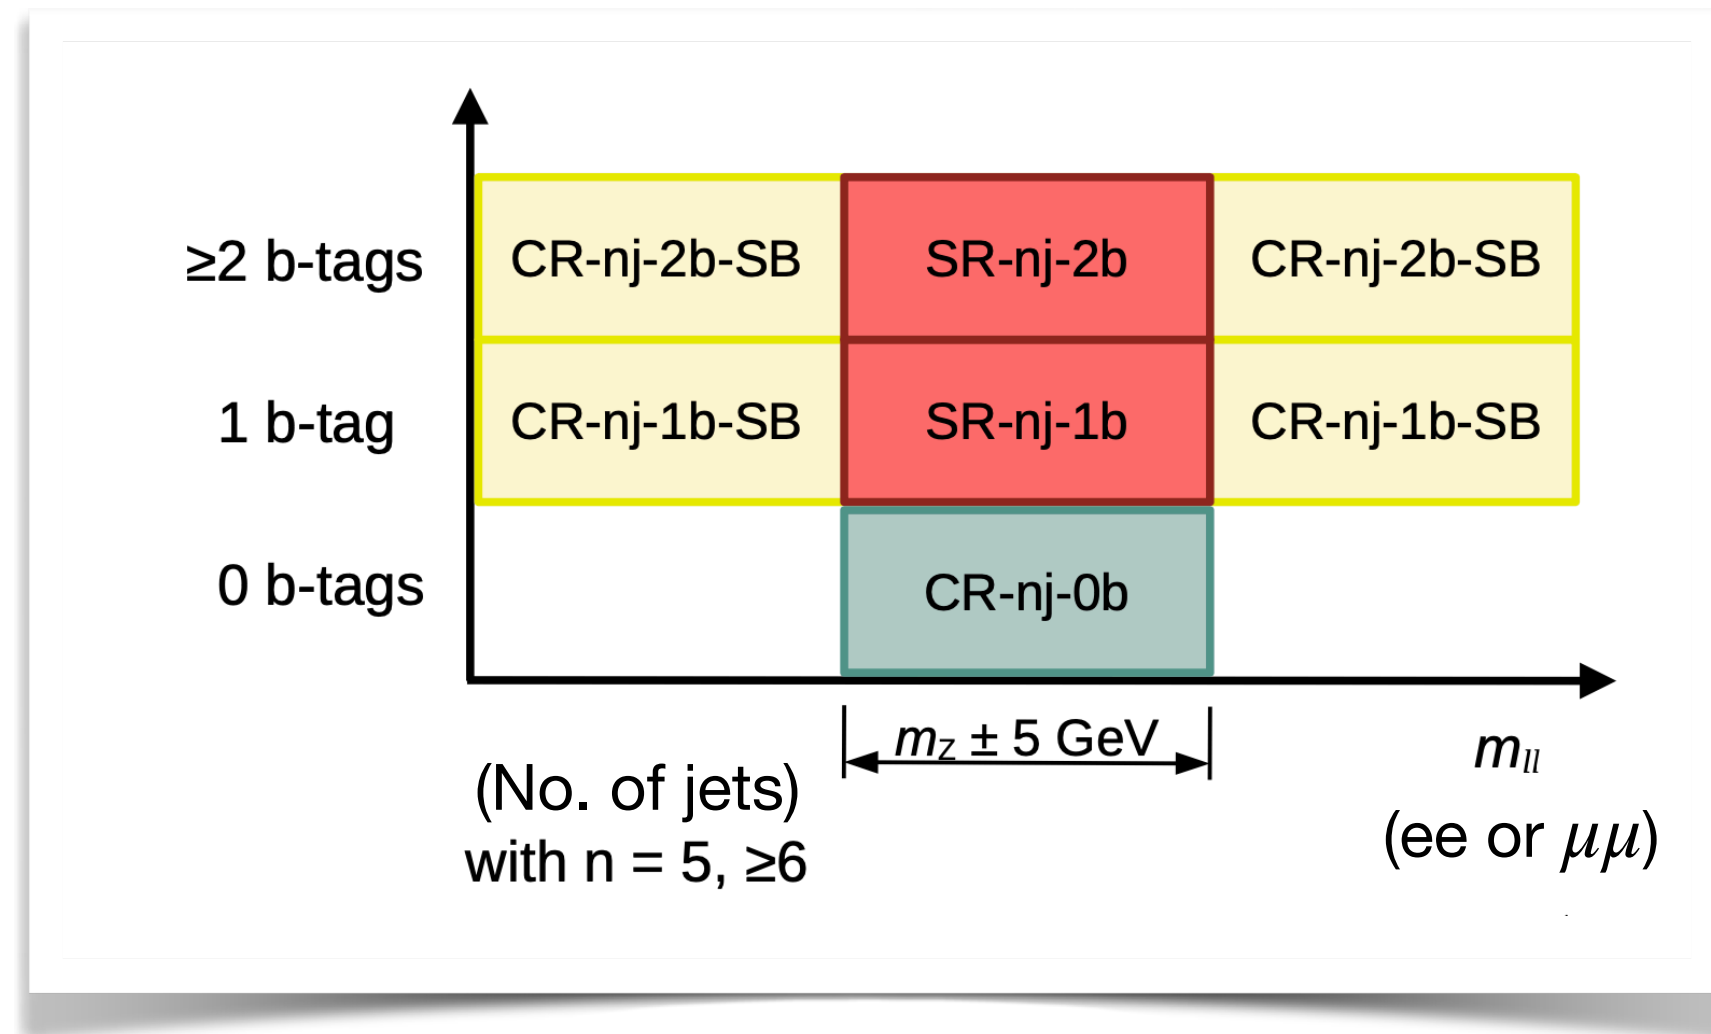 ≥2 b-tags CR-nj-2b-SB SR-nj-2b CR-nj-2b-SB
1 b-tag CR-nj-1b-SB SR-nj-1b CR-nj-1b-SB
0 b-tags CR-nj-0b
m_Z ± 5 GeV
m_ll
(No. of jets)
with n = 5, ≥6
(ee or μμ)